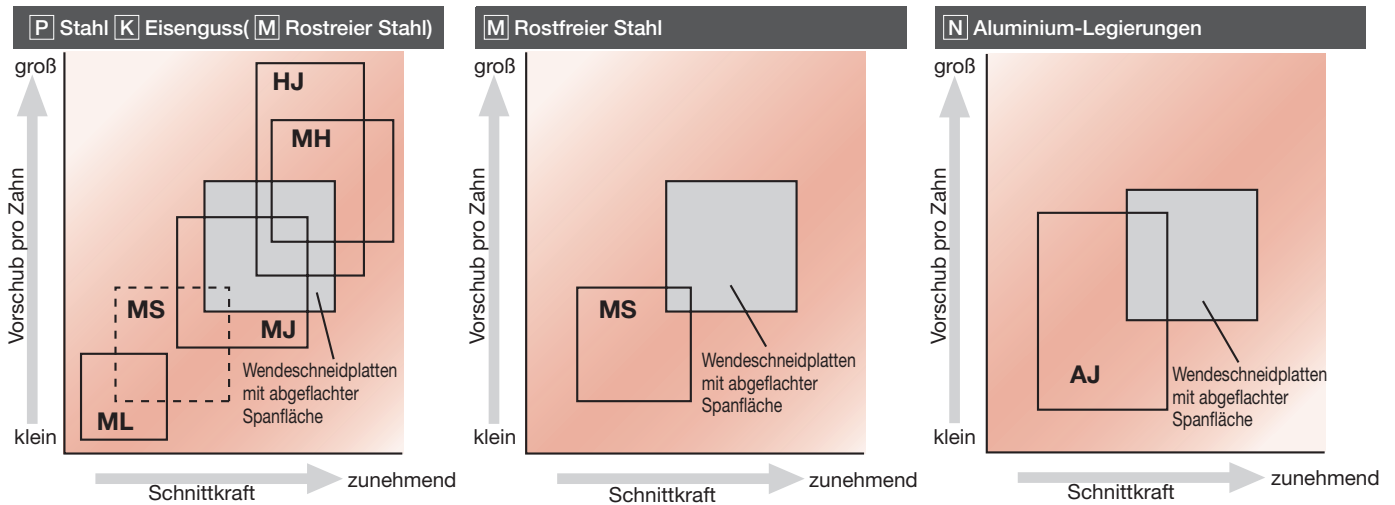 P Stahl K Eisenguss( M Rostreier Stahl)
groß
Vorschub pro Zahn
klein
HJ
MH
MS
MJ
ML
Wendeschneidplatten
mit abgeflachter
Spanfläche
Schnittkraft
zunehmend
M Rostfreier Stahl
groß
Vorschub pro Zahn
klein
MS
Wendeschneidplatten
mit abgeflachter
Spanfläche
Schnittkraft
zunehmend
N Aluminium-Legierungen
groß
Vorschub pro Zahn
klein
AJ
Wendeschneidplatten
mit abgeflachter
Spanfläche
Schnittkraft
zunehmend